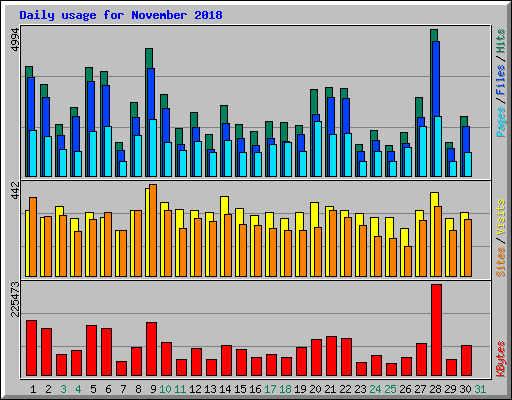 Daily usage for November 2018
4994
Pages / Files / Hits
442
Sites / Visits
225473
KBytes
1 2 3 4 5 6 7 8 9 10 11 12 13 14 15 16 17 18 19 20 21 22 23 24 25 26 27 28 29 30 31